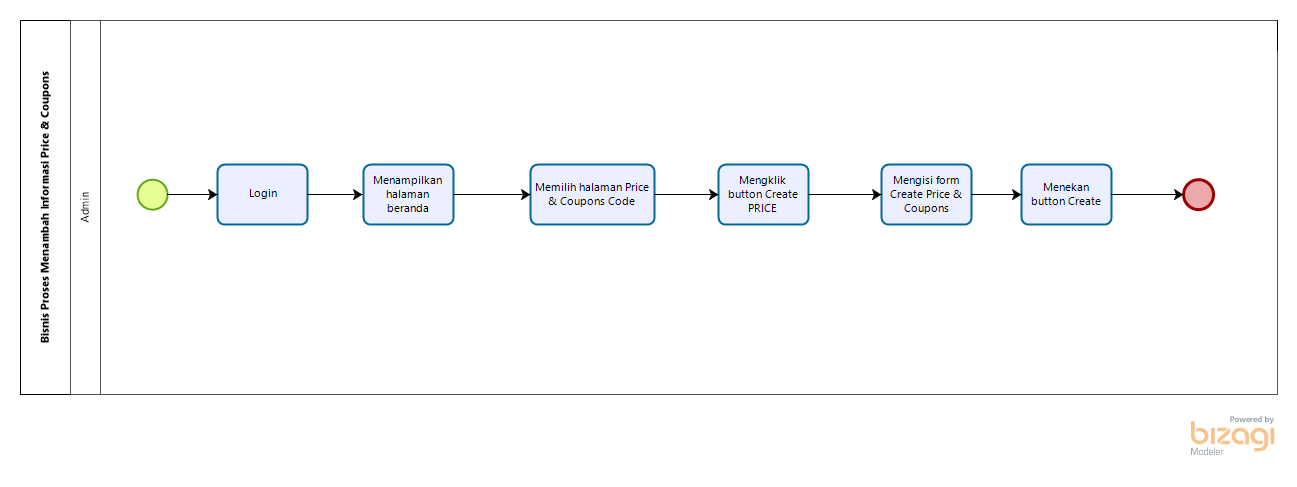 Bisnis Proses Menambah Informasi Price & Coupons
Admin
Login
Menampilkan
halaman
beranda
Memilih halaman Price
& Coupons Code
Mengklik
button Create
PRICE
Mengisi form
Create Price &
Coupons
Menekan
button Create
Powered by
bizagi
Modeler